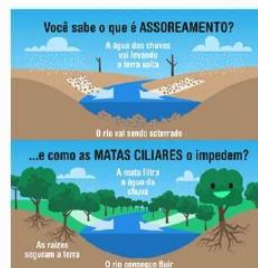 Você sabe o que é ASSOREAMENTO?
A água das chuvas
vai levando
a terra solta
O rio vai sendo aterrado
...e como as MATAS CILIARES o impedem?
A mata filtra
a água da
chuva
As raízes
seguram a terra
O rio consegue fluir